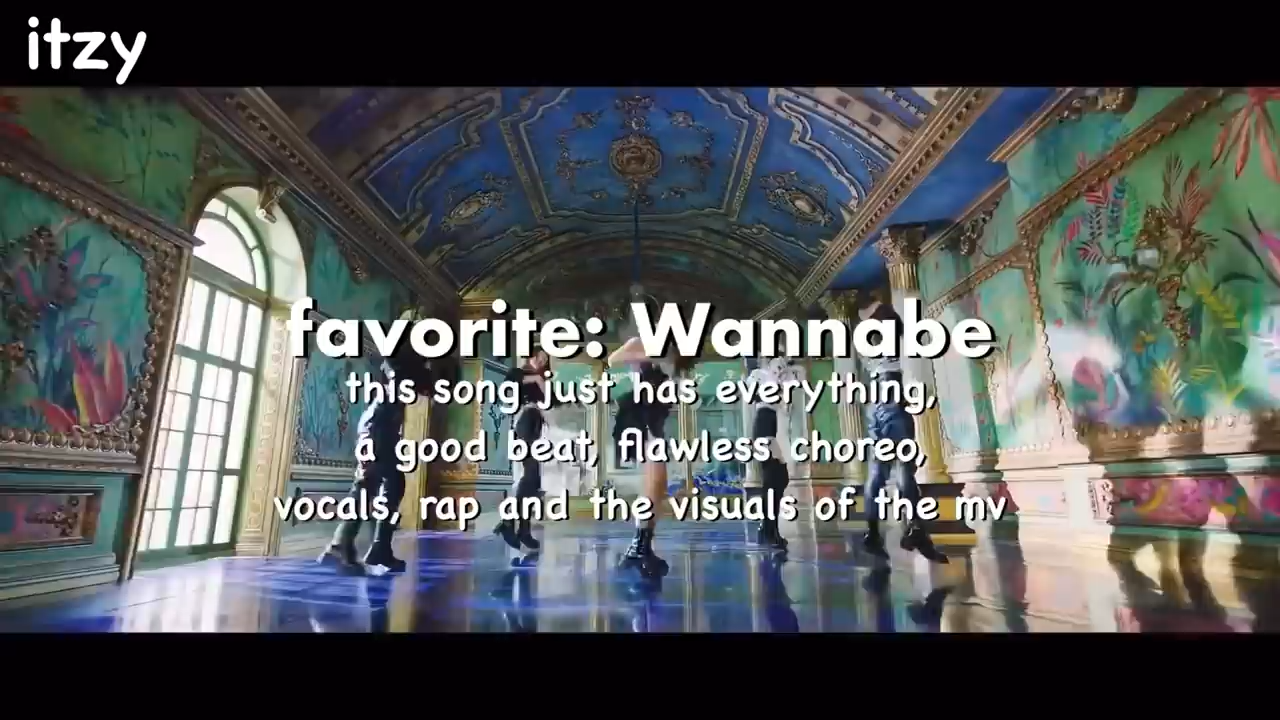 itzy
favorite: Wannabe
this song just has everything,
a good beat, flawless choreo,
vocals, rap and the visuals of the mv